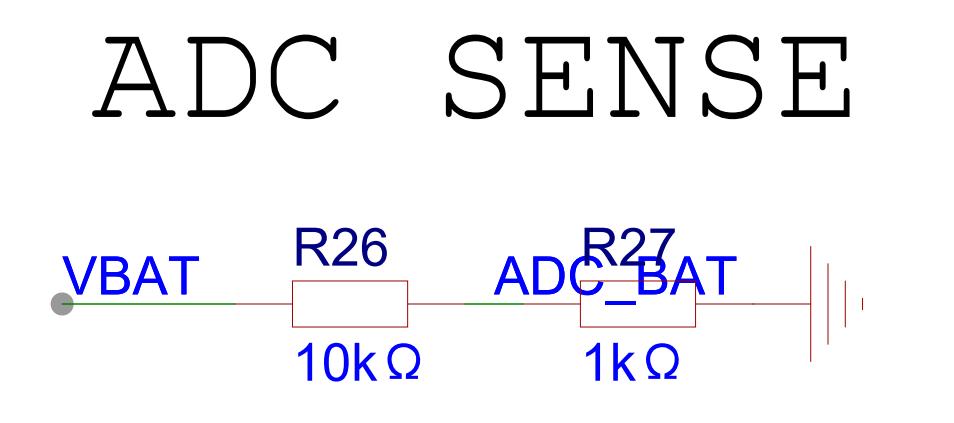 ADC SENSE
R26 R27
VBAT ADC_BAT
10kΩ 1kΩ